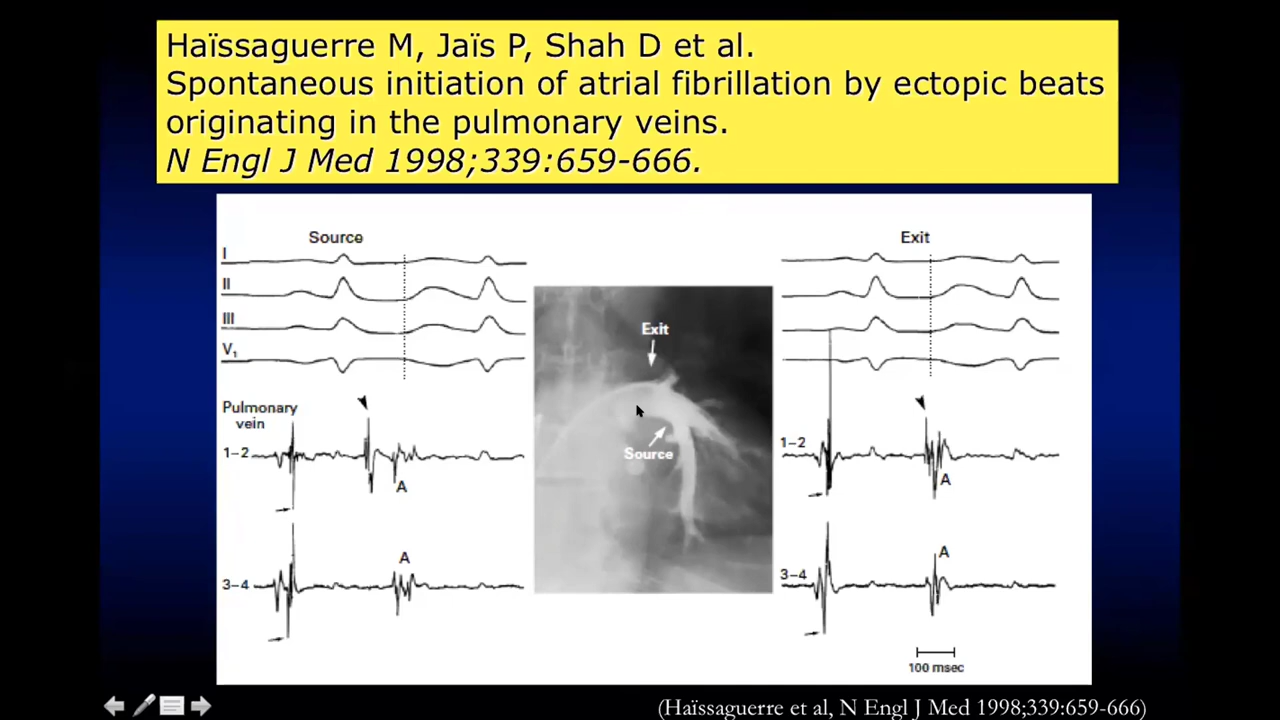 Haïssaguerre M, Jaïs P, Shah D et al.
Spontaneous initiation of atrial fibrillation by ectopic beats
originating in the pulmonary veins.
N Engl J Med 1998;339:659-666.
Source
I
II
III
V₁
Pulmonary
vein
1–2
A
3–4
A
Exit
Source
Exit
1–2
A
3–4
A
100 msec
(Haïssaguerre et al, N Engl J Med 1998;339:659-666)